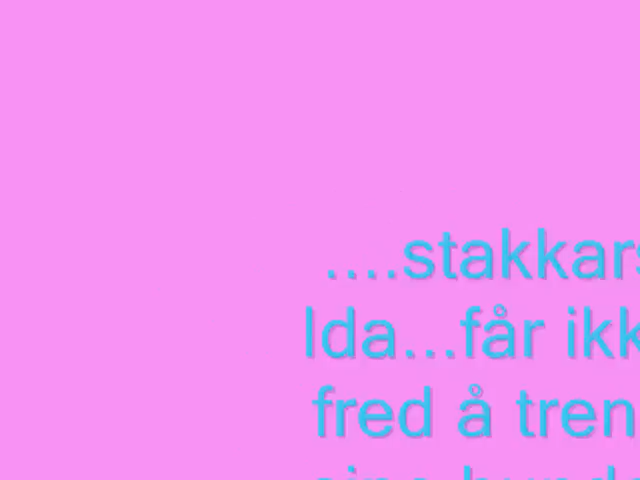 ....stakkars
Ida...får ikk
fred å tren